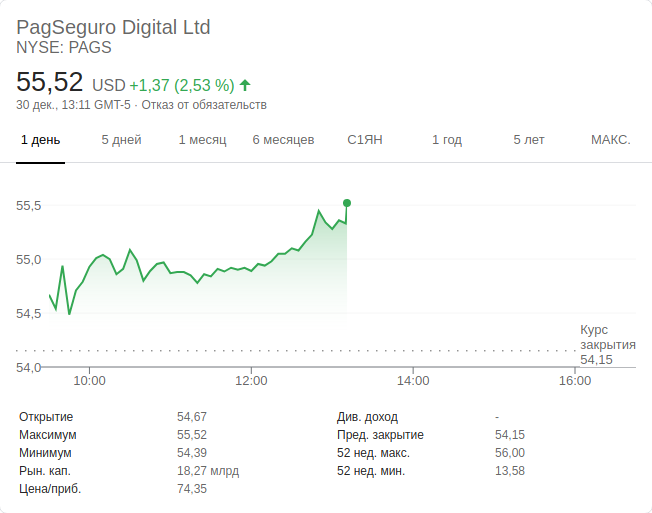 PagSeguro Digital Ltd
NYSE: PAGS
55,52 USD +1,37 (2,53 %) ↑
30 дек., 13:11 GMT-5 · Отказ от обязательств
1 день 5 дней 1 месяц 6 месяцев С1ЯН 1 год 5 лет МАКС.
55,5
55,0
54,5
54,0
Курс
закрытия
54,15
10:00 12:00 14:00 16:00
Открытие 54,67 Див. доход -
Максимум 55,52 Пред. закрытие 54,15
Минимум 54,39 52 нед. макс. 56,00
Рын. кап. 18,27 млрд 52 нед. мин. 13,58
Цена/приб. 74,35